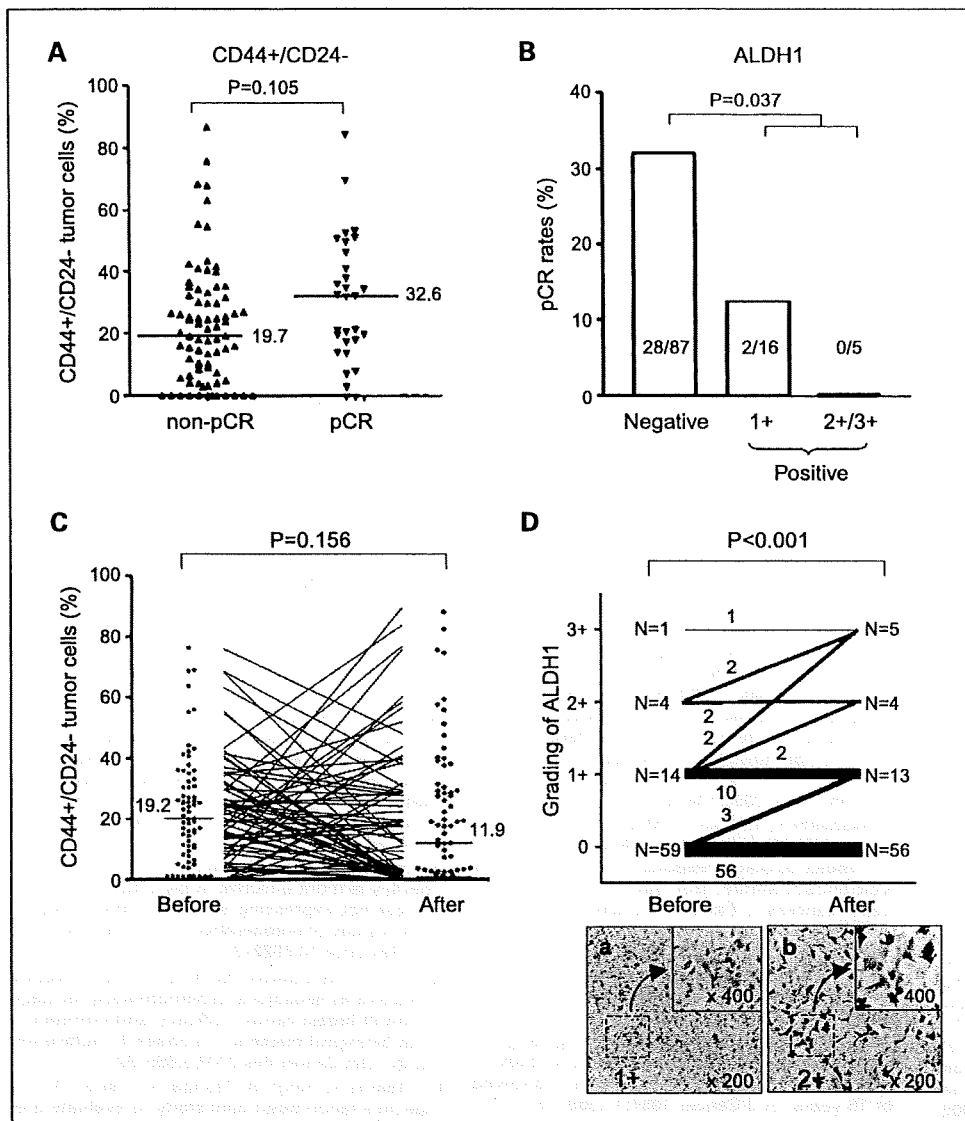 A
CD44+/CD24-
P=0.105
CD44+/CD24- tumor cells (%)
100
80
60
40
20
0
19.7
32.6
non-pCR
pCR
B
ALDH1
P=0.037
pCR rates (%)
40
30
20
10
0
28/87
2/16
0/5
Negative
1+
2+/3+
Positive
C
P=0.156
CD44+/CD24- tumor cells (%)
100
80
60
40
20
0
19.2
11.9
Before
After
D
P<0.001
Grading of ALDH1
3+
2+
1+
0
N=1
N=4
N=14
N=59
1
2
2
2
2
10
3
56
N=5
N=4
N=13
N=56
Before
After
a
x 400
1+
x 200
b
400
2+
x 200